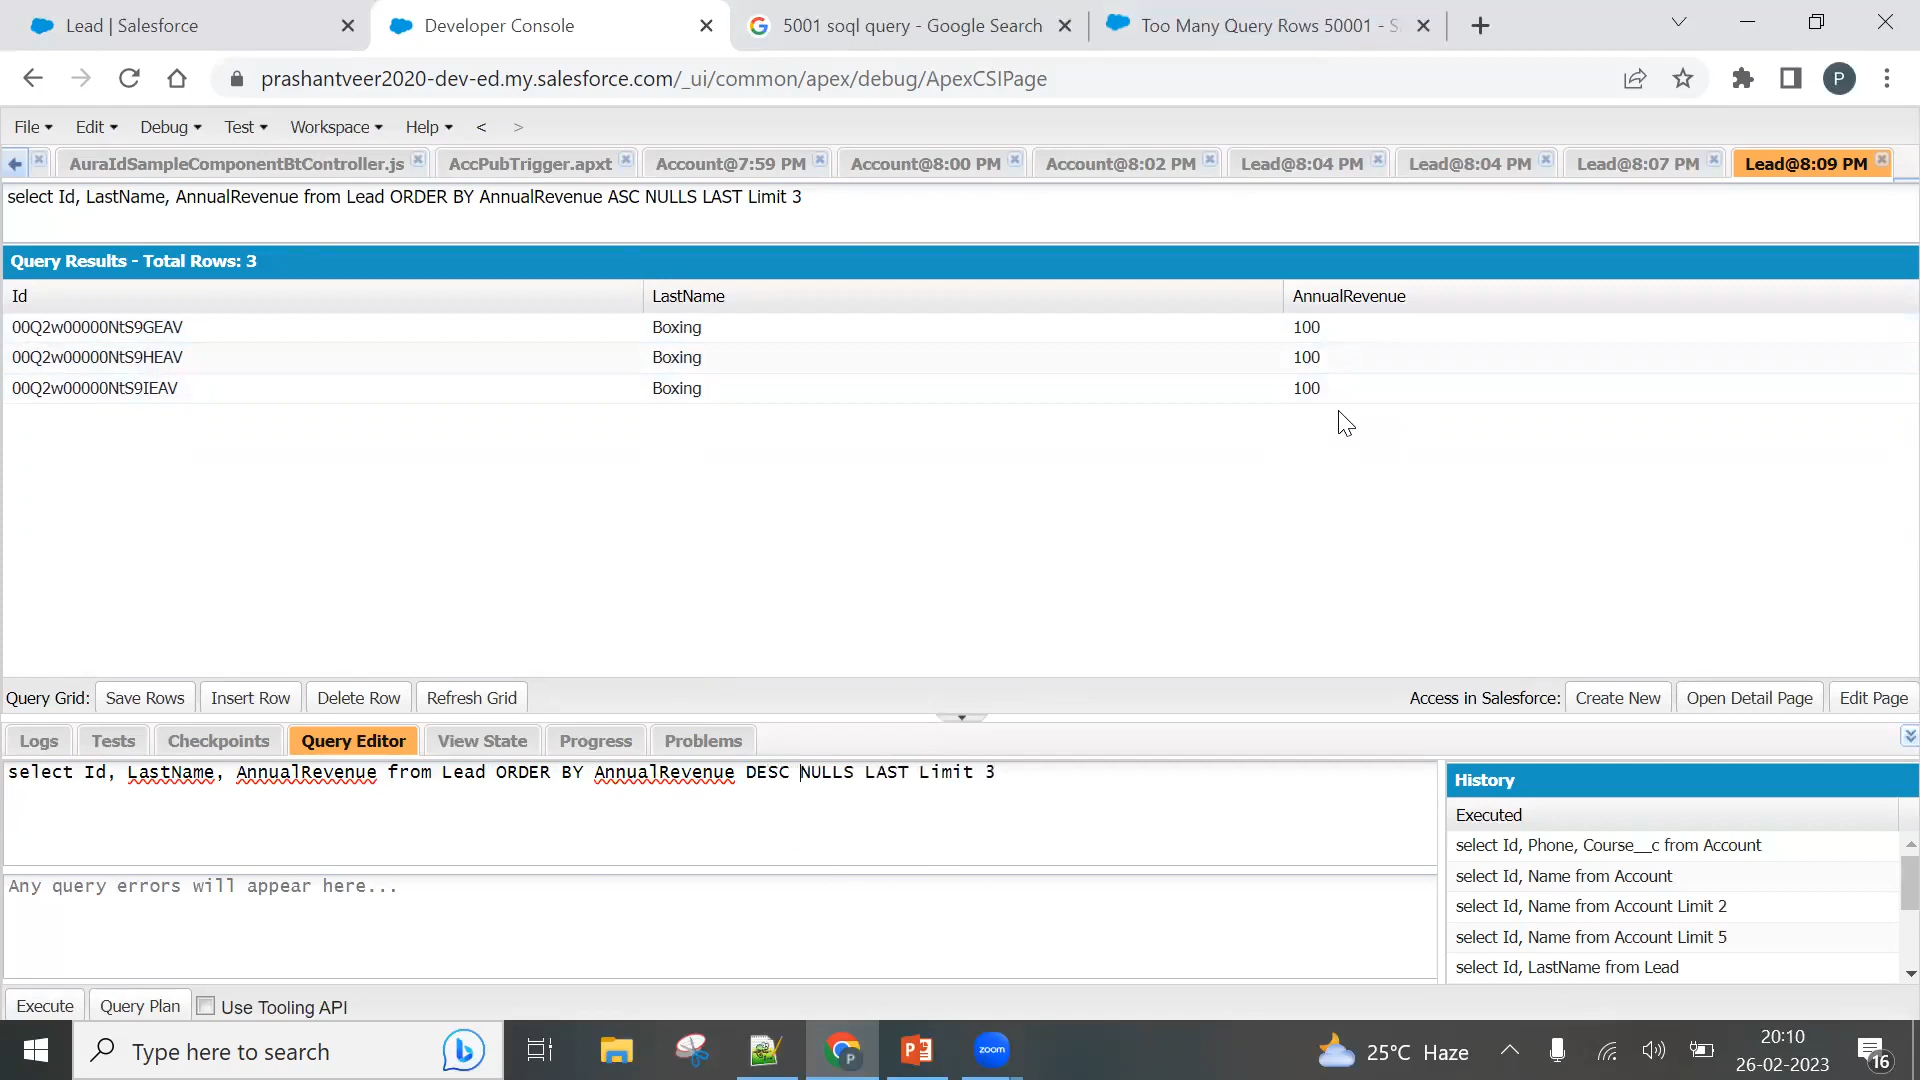 Lead | Salesforce
Developer Console
5001 soql query - Google Search
Too Many Query Rows 50001 - S
prashantveer2020-dev-ed.my.salesforce.com/_ui/common/apex/debug/ApexCSIPage
P
File Edit Debug Test Workspace Help < >
AuraIdSampleComponentBtController.js AccPubTrigger.apxt Account@7:59 PM Account@8:00 PM Account@8:02 PM Lead@8:04 PM Lead@8:04 PM Lead@8:07 PM Lead@8:09 PM
select Id, LastName, AnnualRevenue from Lead ORDER BY AnnualRevenue ASC NULLS LAST Limit 3
Query Results - Total Rows: 3
Id LastName AnnualRevenue
00Q2w00000NtS9GEAV Boxing 100
00Q2w00000NtS9HEAV Boxing 100
00Q2w00000NtS9IEAV Boxing 100
Query Grid: Save Rows Insert Row Delete Row Refresh Grid Access in Salesforce: Create New Open Detail Page Edit Page
Logs Tests Checkpoints Query Editor View State Progress Problems
select Id, LastName, AnnualRevenue from Lead ORDER BY AnnualRevenue DESC NULLS LAST Limit 3
Any query errors will appear here...
History
Executed
select Id, Phone, Course__c from Account
select Id, Name from Account
select Id, Name from Account Limit 2
select Id, Name from Account Limit 5
select Id, LastName from Lead
Execute Query Plan Use Tooling API
Type here to search
zoom
25°C Haze
20:10
26-02-2023
16